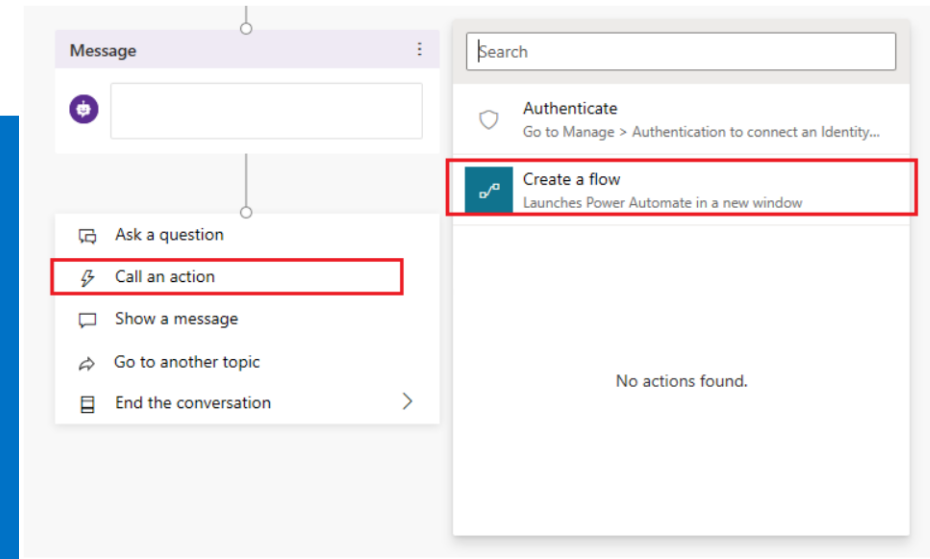 Message
Ask a question
Call an action
Show a message
Go to another topic
End the conversation
Search
Authenticate
Go to Manage > Authentication to connect an Identity...
Create a flow
Launches Power Automate in a new window
No actions found.